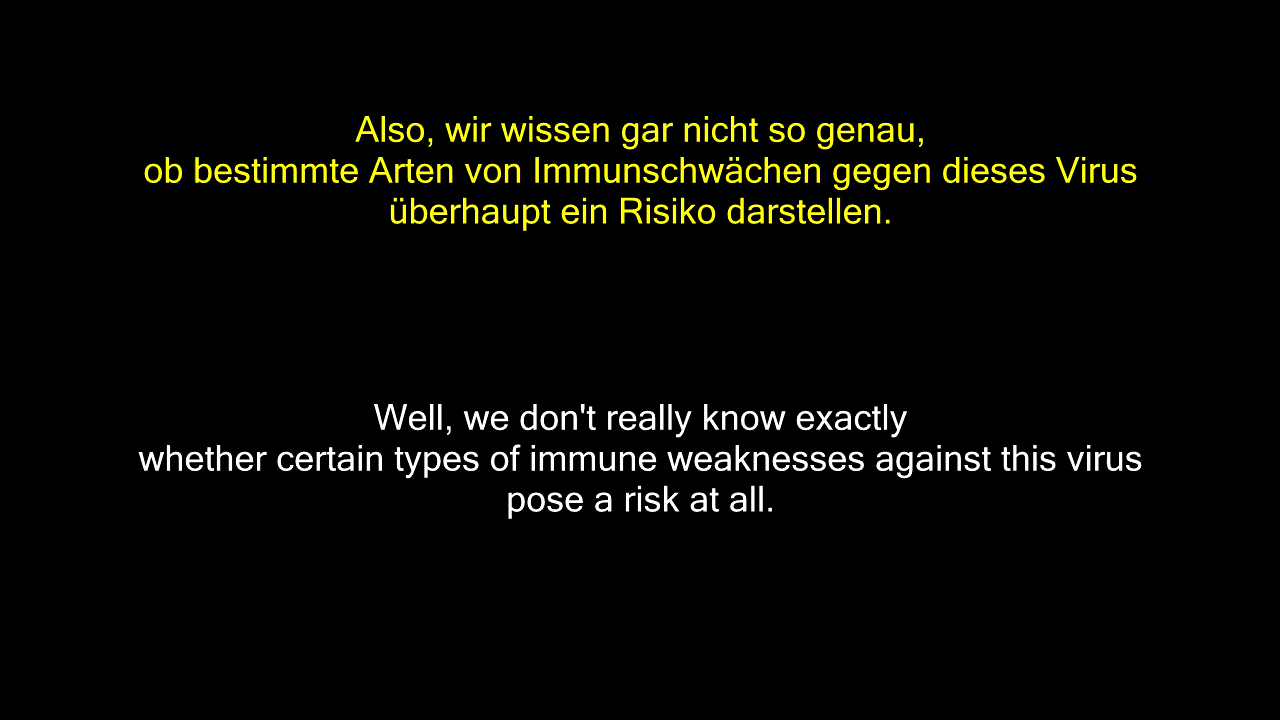 Also, wir wissen gar nicht so genau,
ob bestimmte Arten von Immunschwächen gegen dieses Virus
überhaupt ein Risiko darstellen.
Well, we don't really know exactly
whether certain types of immune weaknesses against this virus
pose a risk at all.